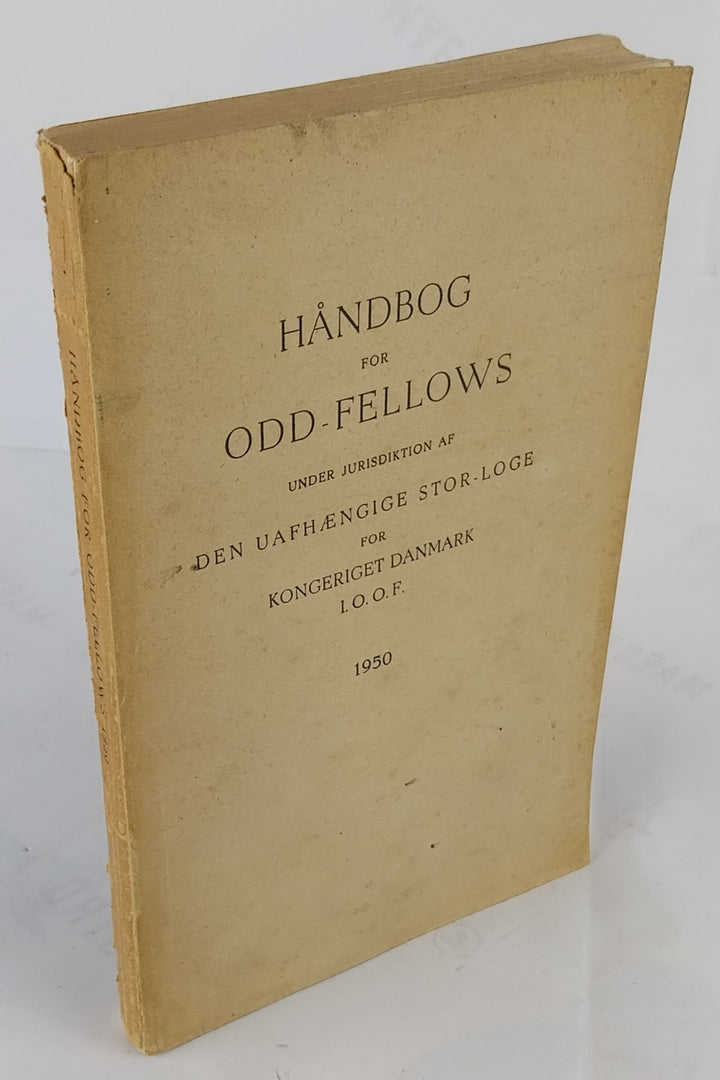 HÅNDBOG
FOR
ODD-FELLOWS
UNDER JURISDIKTION AF
DEN UAFHÆNGIGE STOR-LOGE
FOR
KONGERIGET DANMARK
I. O. O. F.
1950
HÅNDBOG FOR ODD-FELLOWS